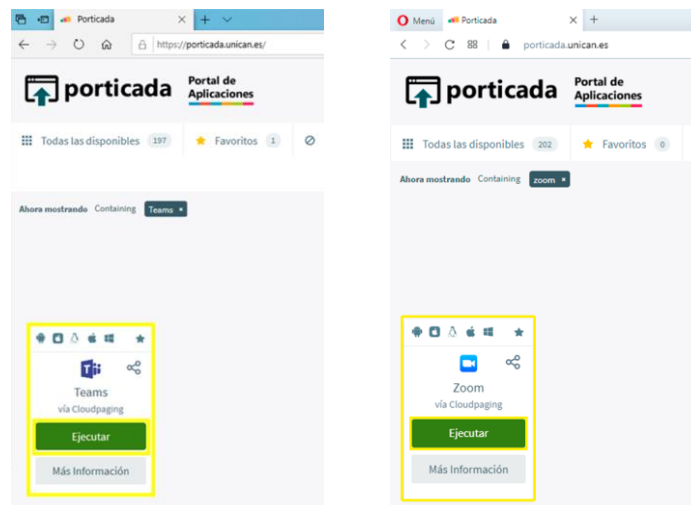 Porticada
https://porticada.unican.es/
porticada
Portal de
Aplicaciones
Todas las disponibles 197
Favoritos 1
Ahora mostrando Containing Teams ×
Teams
vía Cloudpaging
Ejecutar
Más Información
Menú Porticada
porticada.unican.es
porticada
Portal de
Aplicaciones
Todas las disponibles 202
Favoritos 0
Ahora mostrando Containing zoom ×
Zoom
vía Cloudpaging
Ejecutar
Más Información